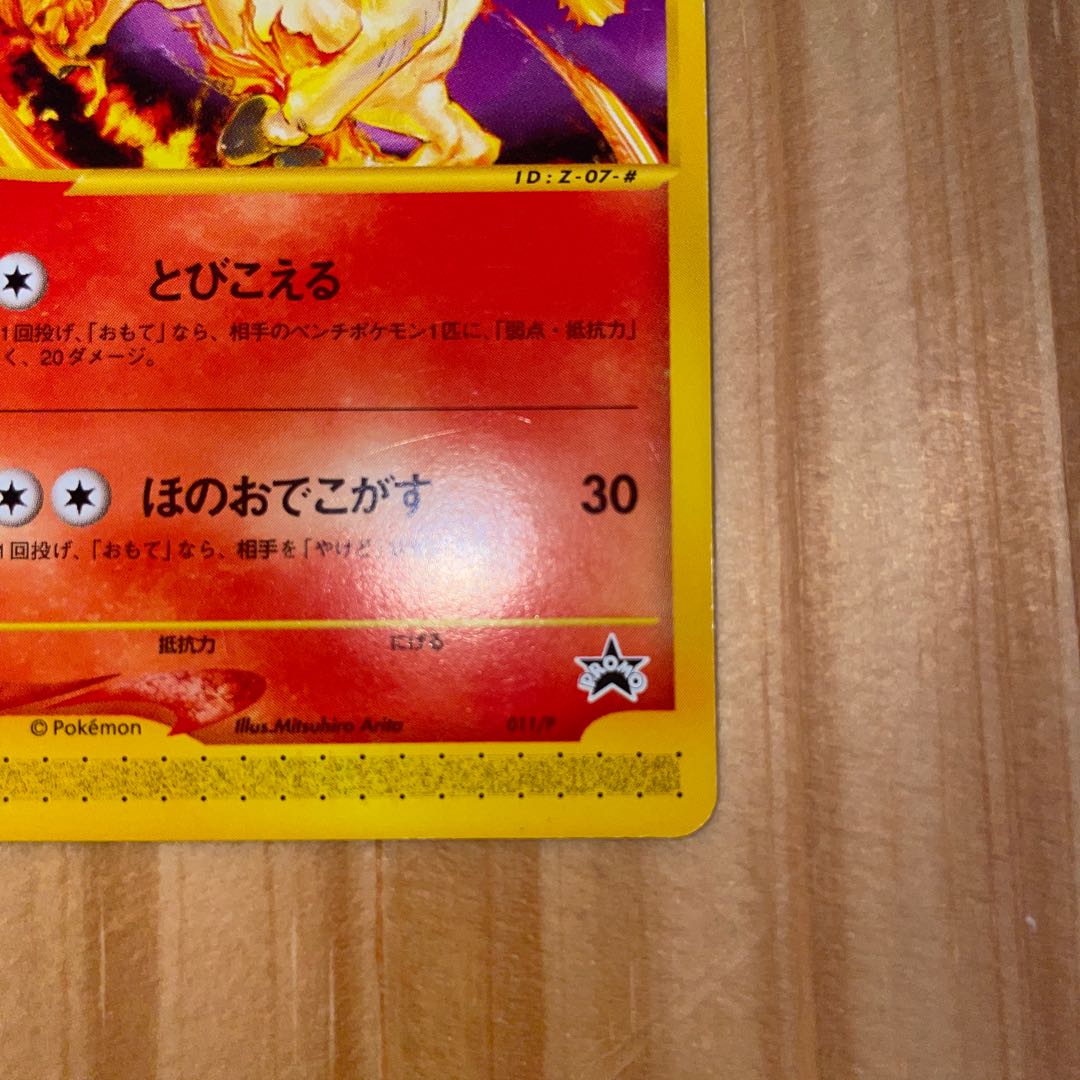 ID : Z-07-#
とびこえる
1回投げ、「おもて」なら、相手のベンチポケモン1匹に、「弱点・抵抗力」
く、20ダメージ。
ほのおでこがす 30
1回投げ、「おもて」なら、相手を「やけど」
抵抗力 にげる
PROMO
© Pokémon Illus.Mitsuhiro Arita 011/P